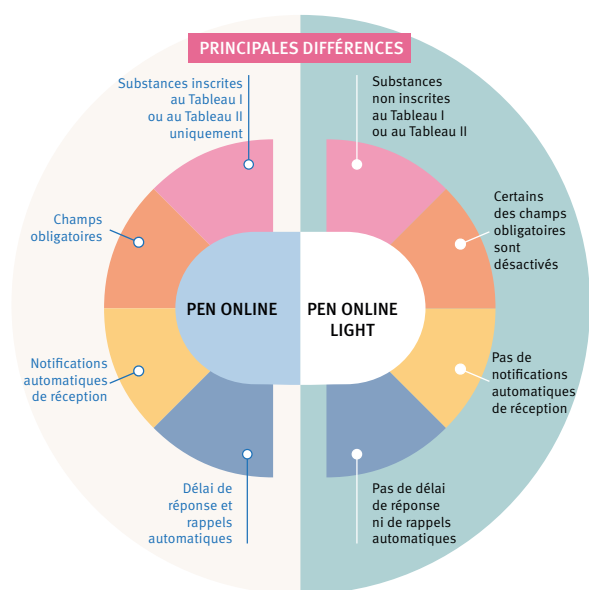 PRINCIPALES DIFFÉRENCES
Substances inscrites
au Tableau I
ou au Tableau II
uniquement
Substances
non inscrites
au Tableau I
ou au Tableau II
Champs
obligatoires
Certains
des champs
obligatoires
sont
désactivés
PEN ONLINE
PEN ONLINE
LIGHT
Notifications
automatiques
de réception
Pas de
notifications
automatiques
de réception
Délai de
réponse et
rappels
automatiques
Pas de délai
de réponse
ni de rappels
automatiques